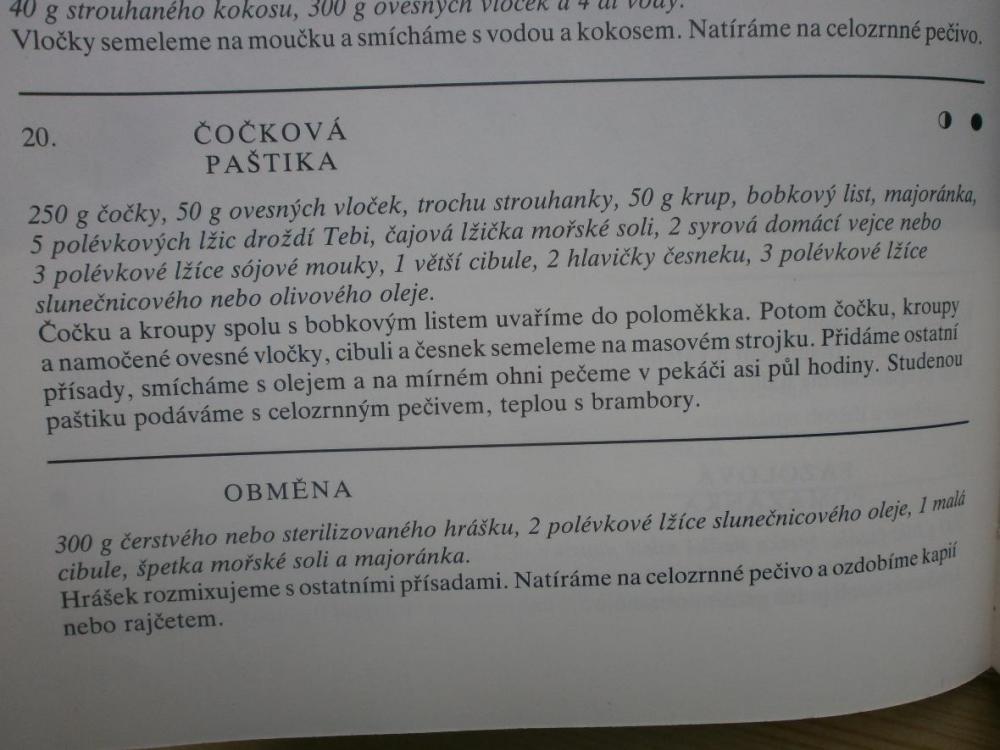 40 g strouhaného kokosu, 300 g ovesných vloček a 4 dl vody.
Vločky semeleme na moučku a smícháme s vodou a kokosem. Natíráme na celozrnné pečivo.
20.
ČOČKOVÁ
PAŠTIKA
250 g čočky, 50 g ovesných vloček, trochu strouhanky, 50 g krup, bobkový list, majoránka,
5 polévkových lžic droždí Tebi, čajová lžička mořské soli, 2 syrová domácí vejce nebo
3 polévkové lžíce sójové mouky, 1 větší cibule, 2 hlavičky česneku, 3 polévkové lžíce
slunečnicového nebo olivového oleje.
Čočku a kroupy spolu s bobkovým listem uvaříme do poloměkka. Potom čočku, kroupy
a namočené ovesné vločky, cibuli a česnek semeleme na masovém strojku. Přidáme ostatní
přísady, smícháme s olejem a na mírném ohni pečeme v pekáči asi půl hodiny. Studenou
paštiku podáváme s celozrnným pečivem, teplou s brambory.
OBMĚNA
300 g čerstvého nebo sterilizovaného hrášku, 2 polévkové lžíce slunečnicového oleje, 1 malá
cibule, špetka mořské soli a majoránka.
Hrášek rozmixujeme s ostatními přísadami. Natíráme na celozrnné pečivo a ozdobíme kapií
nebo rajčetem.